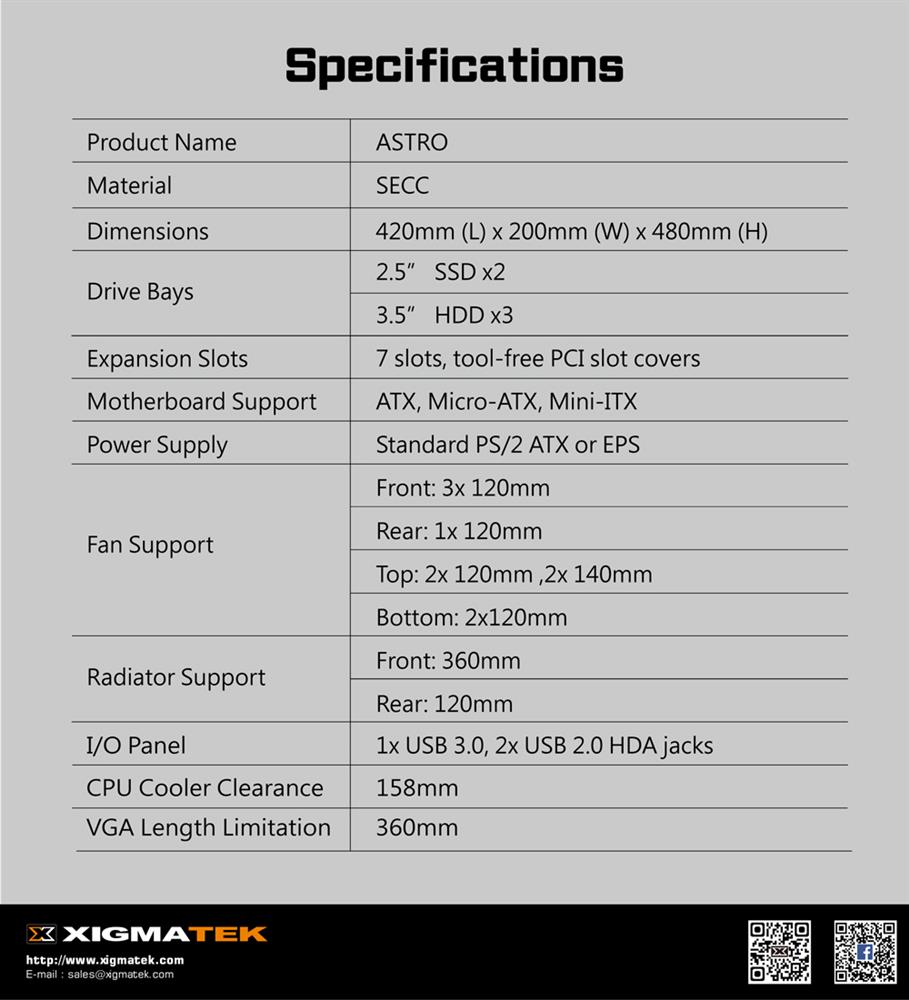 Specifications
Product Name ASTRO
Material SECC
Dimensions 420mm (L) x 200mm (W) x 480mm (H)
Drive Bays
2.5” SSD x2
3.5” HDD x3
Expansion Slots 7 slots, tool-free PCI slot covers
Motherboard Support ATX, Micro-ATX, Mini-ITX
Power Supply Standard PS/2 ATX or EPS
Fan Support
Front: 3x 120mm
Rear: 1x 120mm
Top: 2x 120mm ,2x 140mm
Bottom: 2x120mm
Radiator Support
Front: 360mm
Rear: 120mm
I/O Panel 1x USB 3.0, 2x USB 2.0 HDA jacks
CPU Cooler Clearance 158mm
VGA Length Limitation 360mm
XIGMATEK
http://www.xigmatek.com
E-mail : sales@xigmatek.com